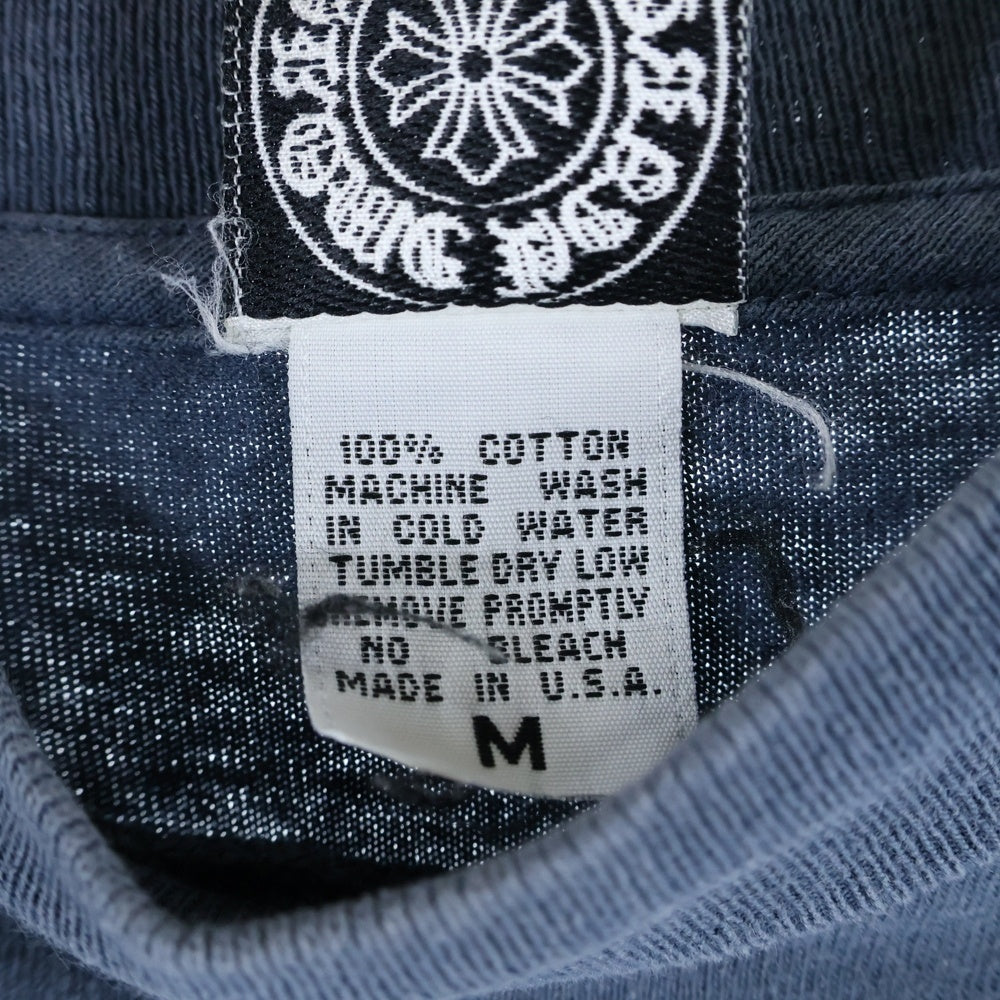 100% COTTON
MACHINE WASH
IN COLD WATER
TUMBLE DRY LOW
REMOVE PROMPTLY
NO BLEACH
MADE IN U.S.A.
M